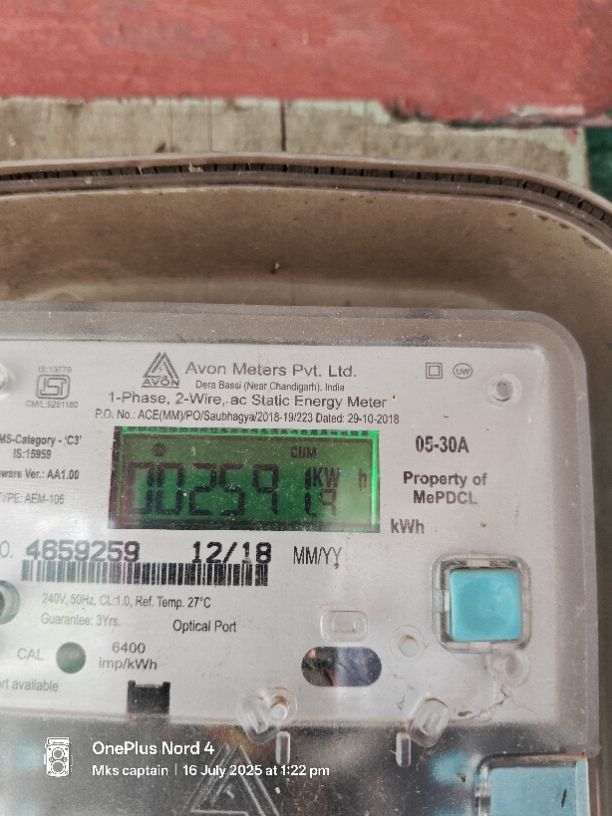 IS:13779
CM/L:9261160
AVON
Avon Meters Pvt. Ltd.
Dera Bassi (Near Chandigarh), India
1-Phase, 2-Wire, ac Static Energy Meter
P.O. No.: ACE(MM)/PO/Saubhagya/2018-19/223 Dated: 29-10-2018
UW
MS-Category - 'C3'
IS:15959
ware Ver.: AA1.00
YPE: AEM-106
CUM
KW h
05-30A
Property of
MePDCL
kWh
O. 4659259 12/18 MM/YY
240V, 50Hz, CL:1.0, Ref. Temp. 27°C
Guarantee: 3Yrs.
Optical Port
CAL
6400
imp/kWh
rt available
OnePlus Nord 4
Mks captain | 16 July 2025 at 1:22 pm